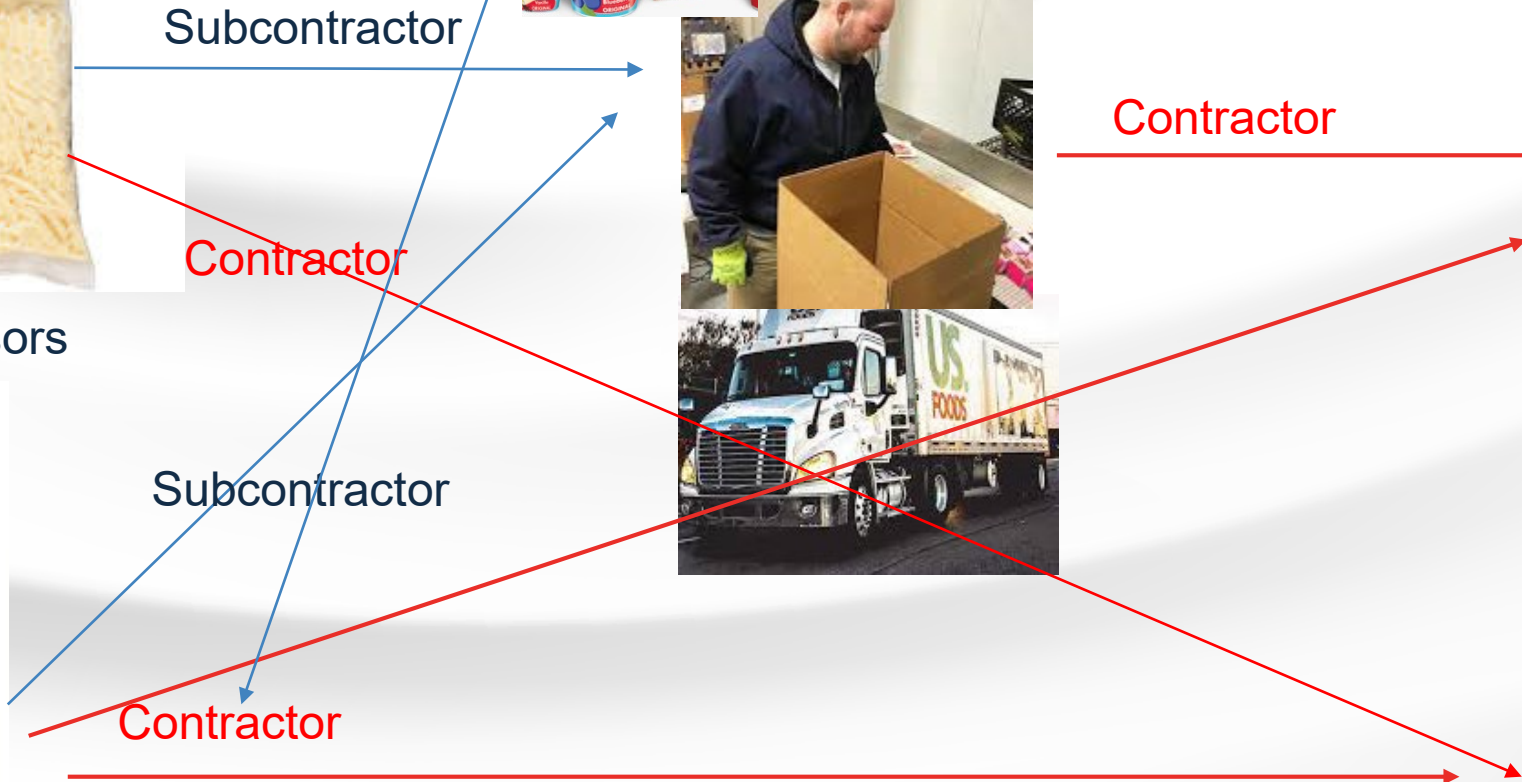 Subcontractor
Contractor
Contractor
ors
US.
FOODS
Subcontractor
Contractor